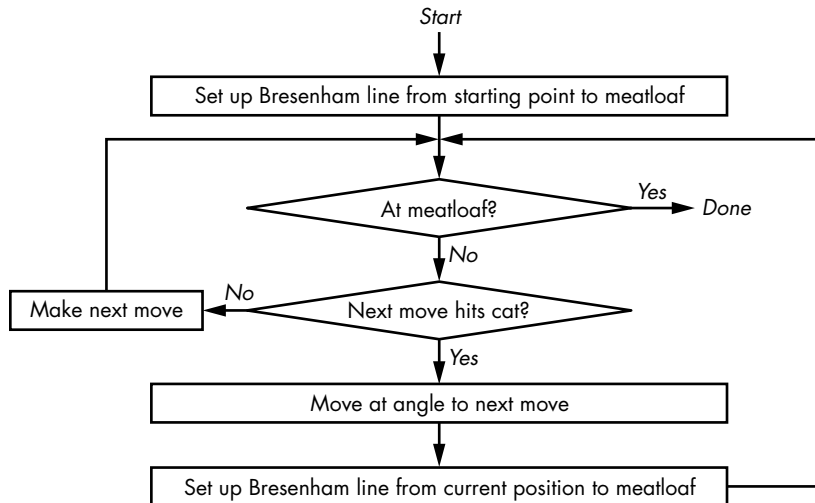 Start
Set up Bresenham line from starting point to meatloaf
At meatloaf?
Yes
Done
No
Next move hits cat?
No
Make next move
Yes
Move at angle to next move
Set up Bresenham line from current position to meatloaf